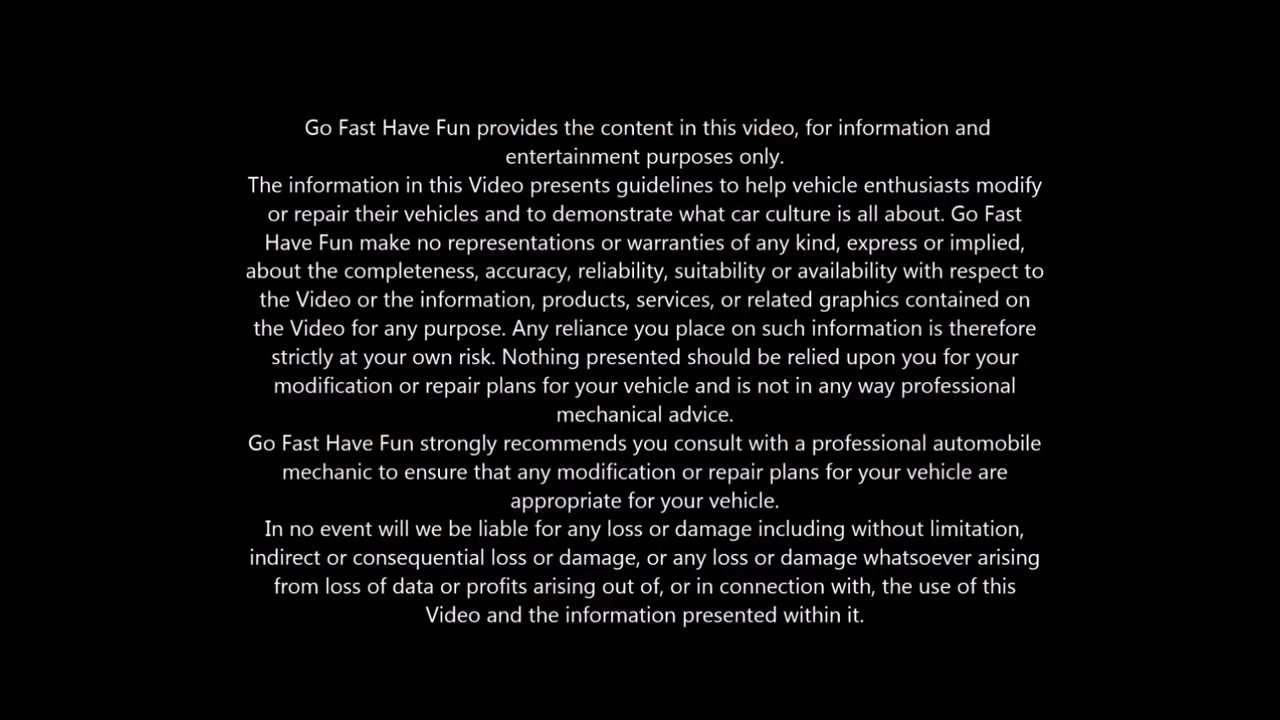 Go Fast Have Fun provides the content in this video, for information and
entertainment purposes only.
The information in this Video presents guidelines to help vehicle enthusiasts modify
or repair their vehicles and to demonstrate what car culture is all about. Go Fast
Have Fun make no representations or warranties of any kind, express or implied,
about the completeness, accuracy, reliability, suitability or availability with respect to
the Video or the information, products, services, or related graphics contained on
the Video for any purpose. Any reliance you place on such information is therefore
strictly at your own risk. Nothing presented should be relied upon you for your
modification or repair plans for your vehicle and is not in any way professional
mechanical advice.
Go Fast Have Fun strongly recommends you consult with a professional automobile
mechanic to ensure that any modification or repair plans for your vehicle are
appropriate for your vehicle.
In no event will we be liable for any loss or damage including without limitation,
indirect or consequential loss or damage, or any loss or damage whatsoever arising
from loss of data or profits arising out of, or in connection with, the use of this
Video and the information presented within it.